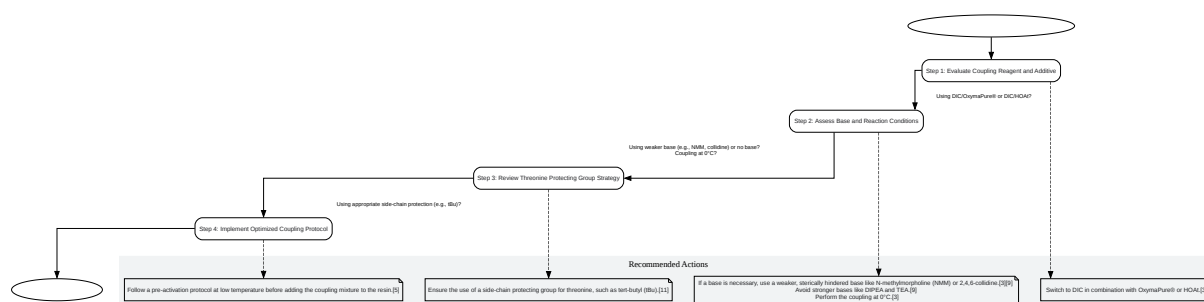 Step 1: Evaluate Coupling Reagent and Additive
Using DIC/OxymaPure® or DIC/HOAt?
Step 2: Assess Base and Reaction Conditions
Using weaker base (e.g., NMM, collidine) or no base?
Coupling at 0°C?
Step 3: Review Threonine Protecting Group Strategy
Using appropriate side-chain protection (e.g., tBu)?
Step 4: Implement Optimized Coupling Protocol
Recommended Actions
Follow a pre-activation protocol at low temperature before adding the coupling mixture to the resin.[5]
Ensure the use of a side-chain protecting group for threonine, such as tert-butyl (tBu).[11]
If a base is necessary, use a weaker, sterically hindered base like N-methylmorpholine (NMM) or 2,4,6-collidine.[3][9]
Avoid stronger bases like DIPEA and TEA.[9]
Perform the coupling at 0°C.[3]
Switch to DIC in combination with OxymaPure® or HOAt.